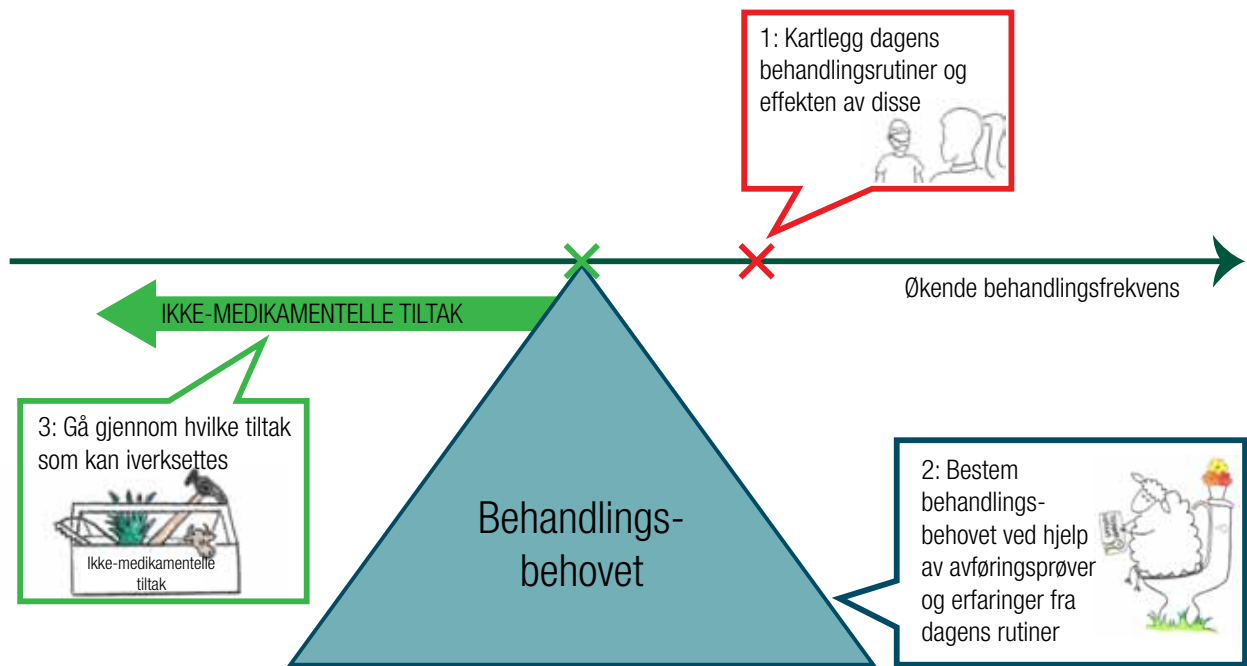 1: Kartlegg dagens
behandlingsrutiner og
effekten av disse
Økende behandlingsfrekvens
IKKE-MEDIKAMENTELLE TILTAK
3: Gå gjennom hvilke tiltak
som kan iverksettes
Ikke-medikamentelle
tiltak
Behandlings-
behovet
2: Bestem
behandlings-
behovet ved hjelp
av avføringsprøver
og erfaringer fra
dagens rutiner